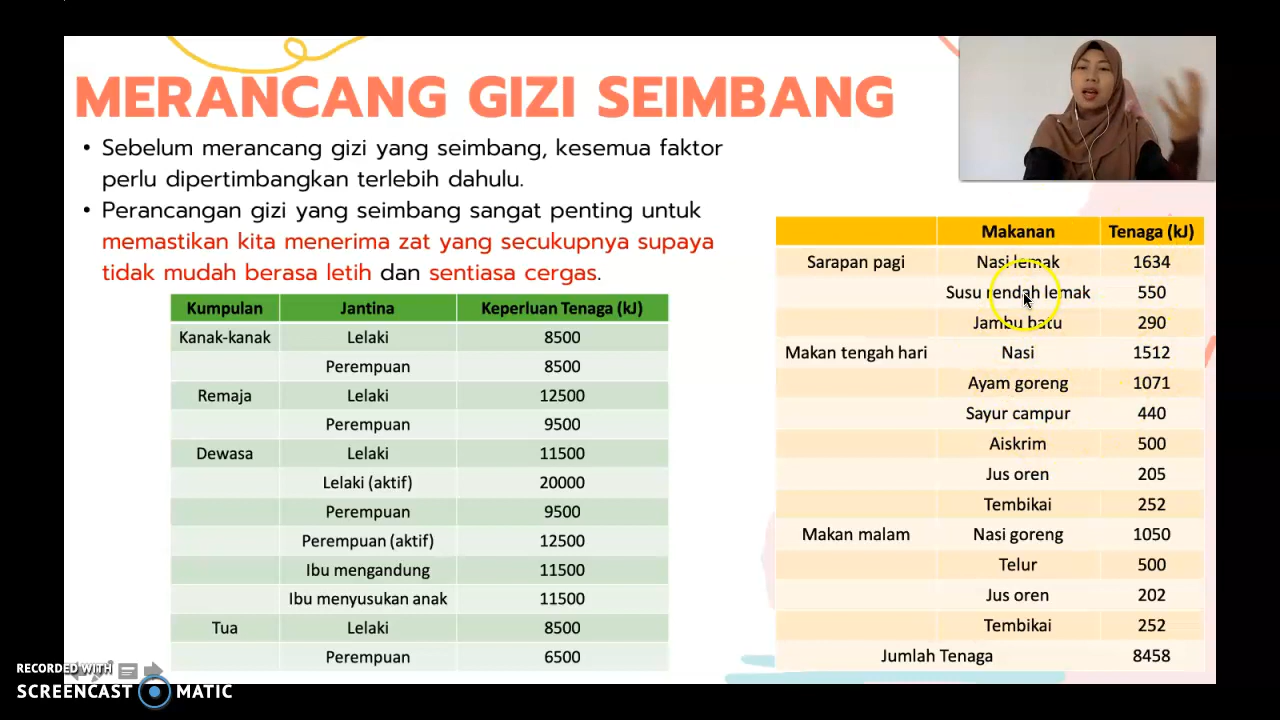 MERANCANG GIZI SEIMBANG
• Sebelum merancang gizi yang seimbang, kesemua faktor
perlu dipertimbangkan terlebih dahulu.
• Perancangan gizi yang seimbang sangat penting untuk
memastikan kita menerima zat yang secukupnya supaya
tidak mudah berasa letih dan sentiasa cergas.
Kumpulan Jantina Keperluan Tenaga (kJ)
Kanak-kanak Lelaki 8500
Perempuan 8500
Remaja Lelaki 12500
Perempuan 9500
Dewasa Lelaki 11500
Lelaki (aktif) 20000
Perempuan 9500
Perempuan (aktif) 12500
Ibu mengandung 11500
Ibu menyusukan anak 11500
Tua Lelaki 8500
Perempuan 6500
Makanan Tenaga (kJ)
Sarapan pagi Nasi lemak 1634
Susu rendah lemak 550
Jambu batu 290
Makan tengah hari Nasi 1512
Ayam goreng 1071
Sayur campur 440
Aiskrim 500
Jus oren 205
Tembikai 252
Makan malam Nasi goreng 1050
Telur 500
Jus oren 202
Tembikai 252
Jumlah Tenaga 8458
RECORDED WITH
SCREENCAST MATIC